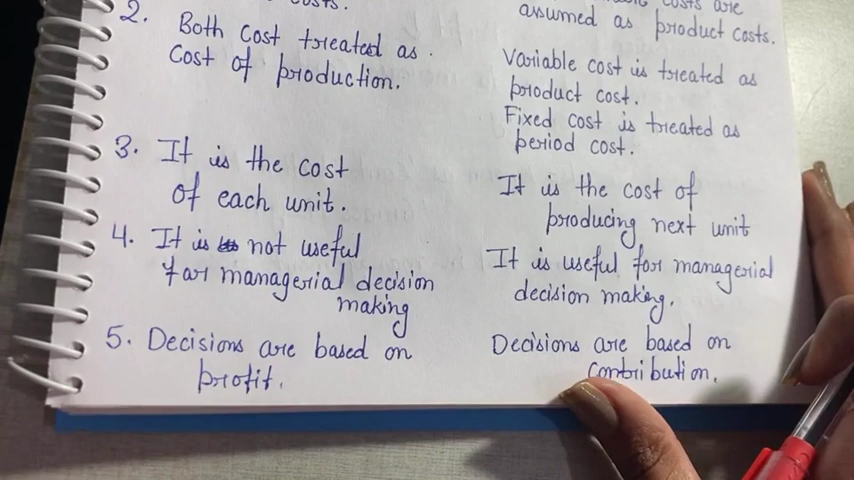 costs.
costs are
assumed as product costs.
2. Both cost treated as
cost of production.
Variable cost is treated as
product cost.
Fixed cost is treated as
period cost.
3. It is the cost
of each unit.
It is the cost of
producing next unit
4. It is not useful
for managerial decision
making
It is useful for managerial
decision making.
5. Decisions are based on
profit.
Decisions are based on
contribution.